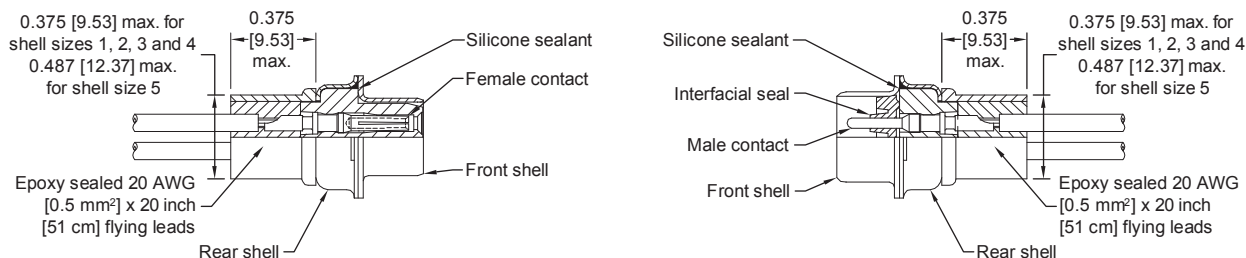 0.375 [9.53] max. for
shell sizes 1, 2, 3 and 4
0.487 [12.37] max.
for shell size 5
0.375
[9.53]
max.
Silicone sealant
Female contact
Front shell
Epoxy sealed 20 AWG
[0.5 mm²] x 20 inch
[51 cm] flying leads
Rear shell
Silicone sealant
Interfacial seal
Male contact
Front shell
0.375
[9.53]
max.
0.375 [9.53] max. for
shell sizes 1, 2, 3 and 4
0.487 [12.37] max.
for shell size 5
Epoxy sealed 20 AWG
[0.5 mm²] x 20 inch
[51 cm] flying leads
Rear shell